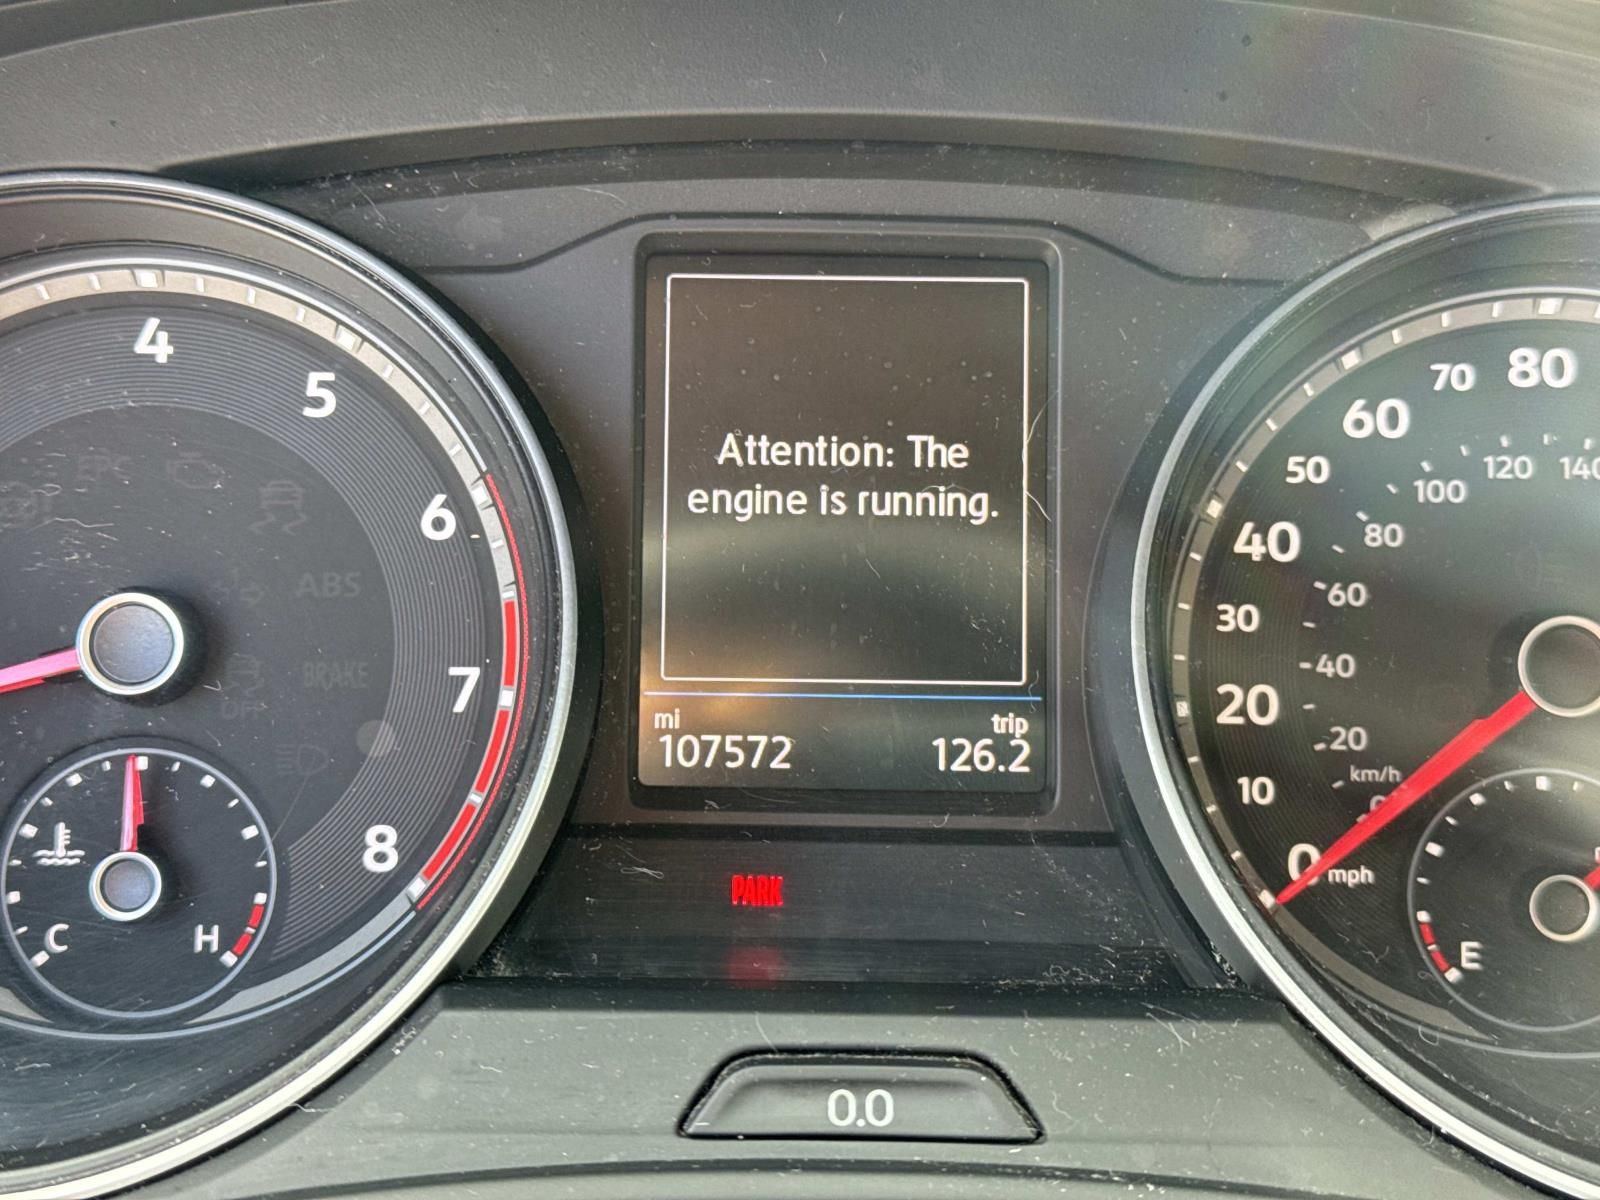 4
5
6
7
8
EPC
ABS
BRAKE
OFF
C
H
Attention: The
engine is running.
mi
trip
107572
126.2
PARK
0.0
80
70
60
50
40
30
20
10
0
mph
140
120
100
80
60
40
20
km/h
0
E